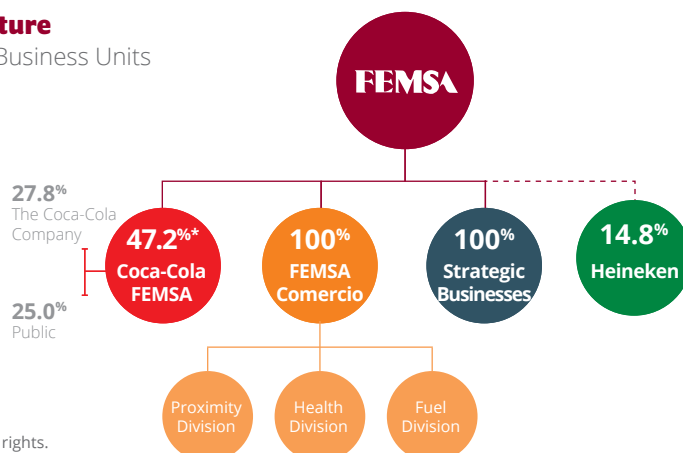 ture
Business Units
FEMSA
27.8%
The Coca-Cola
Company
47.2%*
Coca-Cola
FEMSA
100%
FEMSA
Comercio
100%
Strategic
Businesses
14.8%
Heineken
25.0%
Public
Proximity
Division
Health
Division
Fuel
Division
rights.